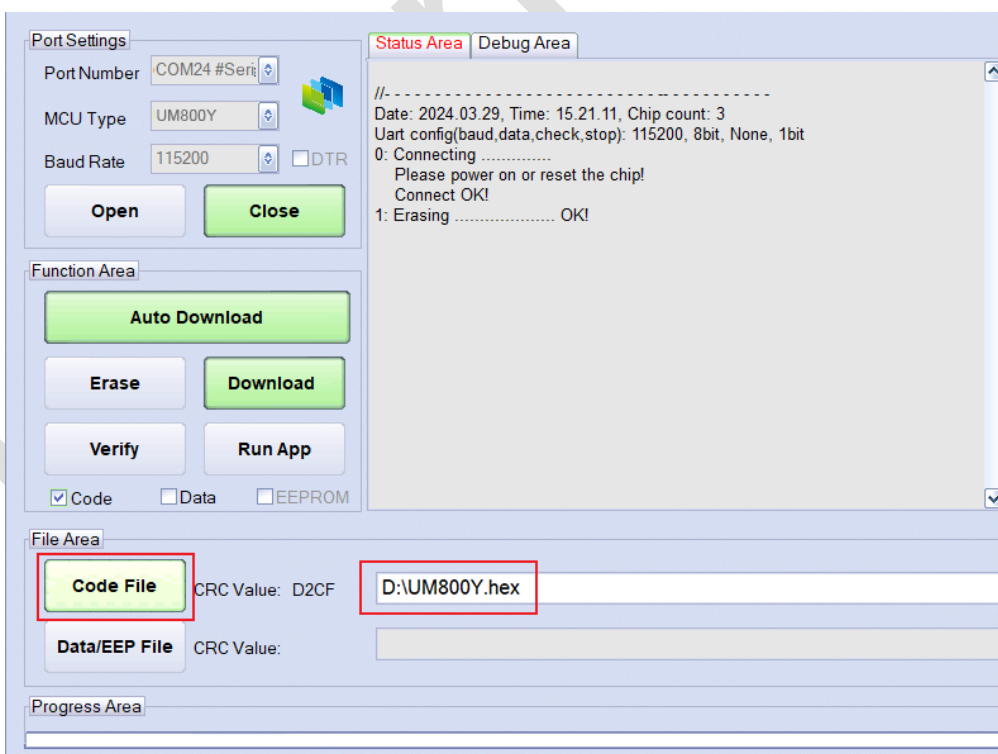 Port Settings
Port Number COM24 #Seri
MCU Type UM800Y
Baud Rate 115200 DTR
Open Close
Function Area
Auto Download
Erase Download
Verify Run App
Code Data EEPROM
Status Area Debug Area
//- - - - - - - - - - - - - - - - - - - - - - - - - - - - - - - - - - - - - - -
Date: 2024.03.29, Time: 15.21.11, Chip count: 3
Uart config(baud,data,check,stop): 115200, 8bit, None, 1bit
0: Connecting ..............
Please power on or reset the chip!
Connect OK!
1: Erasing .................... OK!
File Area
Code File CRC Value: D2CF D:\UM800Y.hex
Data/EEP File CRC Value:
Progress Area